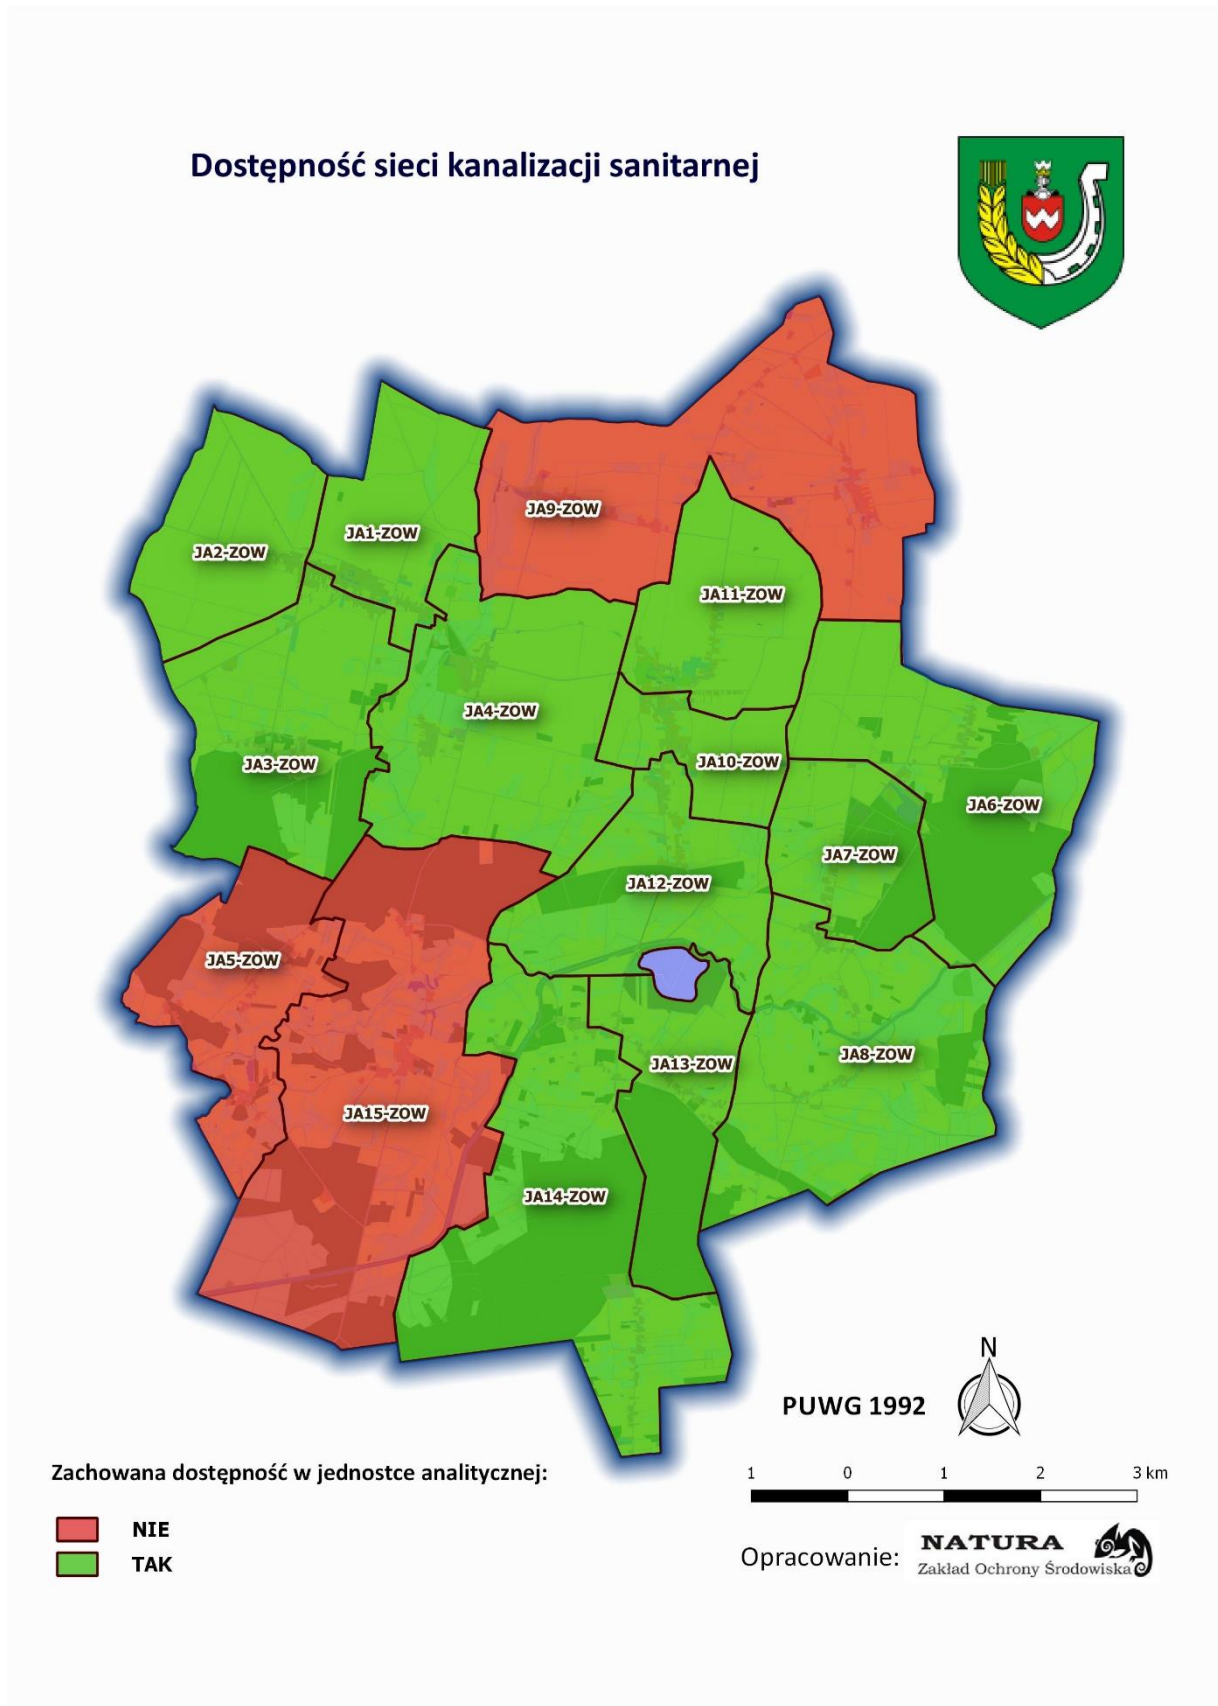 Dostępność sieci kanalizacji sanitarnej
JA9-ZOW
JA1-ZOW
JA2-ZOW
JA11-ZOW
JA4-ZOW
JA3-ZOW
JA10-ZOW
JA6-ZOW
JA7-ZOW
JA12-ZOW
JA5-ZOW
JA8-ZOW
JA13-ZOW
JA15-ZOW
JA14-ZOW
N
PUWG 1992
Zachowana dostępność w jednostce analitycznej:
1 0 1 2 3 km
NIE
TAK
Opracowanie:
NATURA
Zakład Ochrony Środowiska